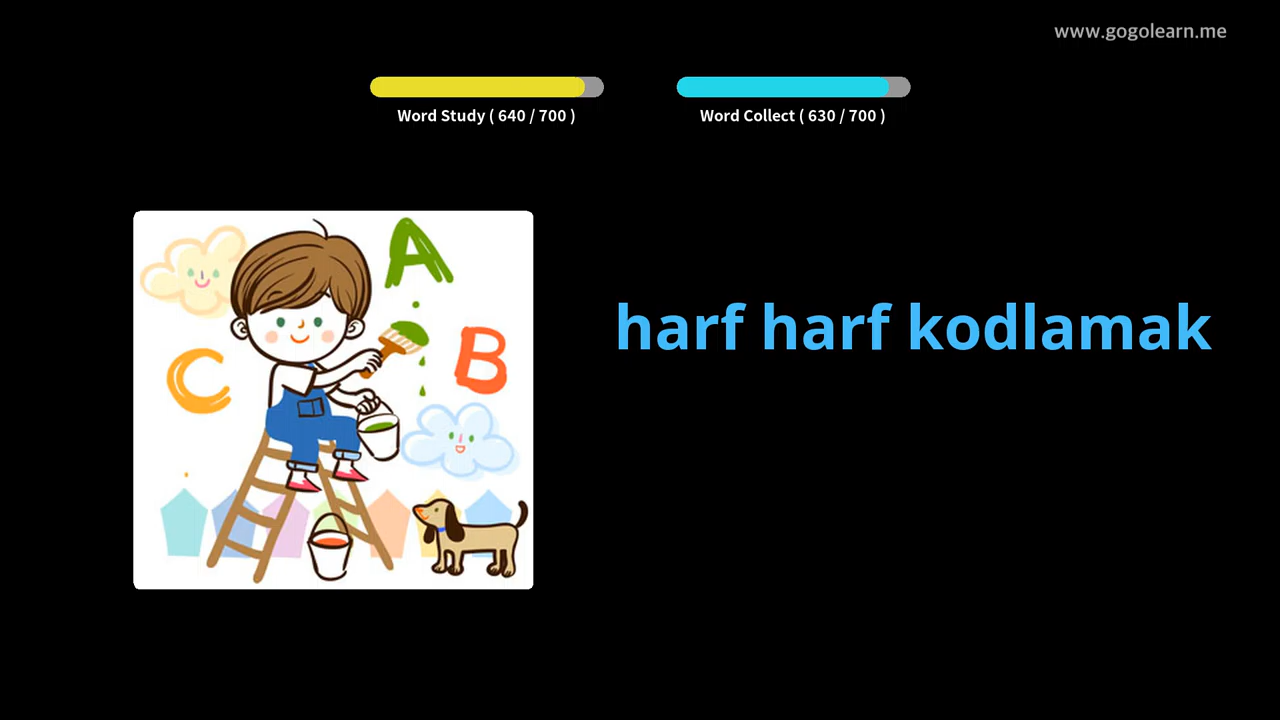 www.gogolearn.me
Word Study ( 640 / 700 )
Word Collect ( 630 / 700 )
A
B
C
harf harf kodlamak